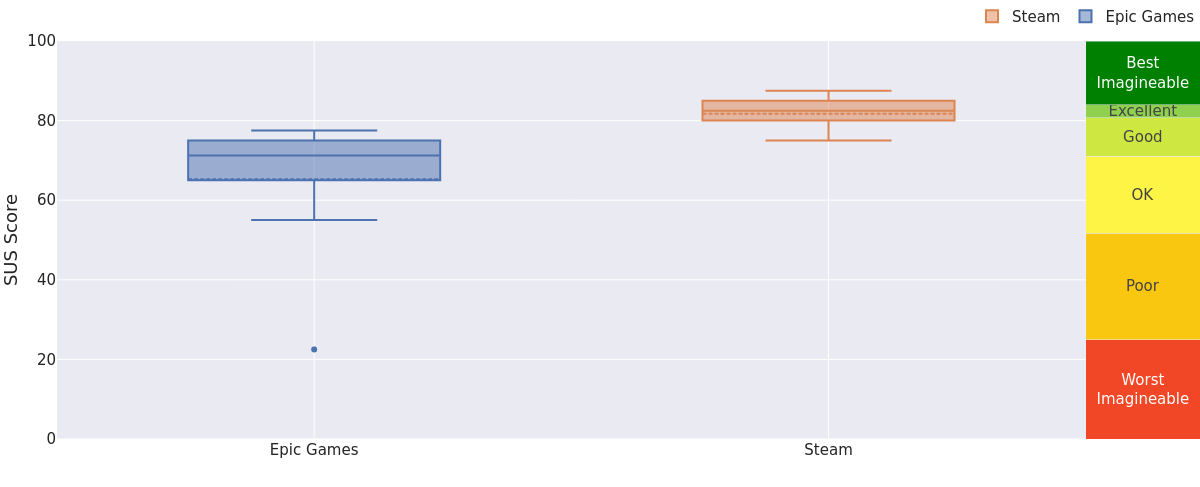 Steam
Epic Games
100
80
60
40
20
0
SUS Score
Epic Games
Steam
Best
Imagineable
Excellent
Good
OK
Poor
Worst
Imagineable